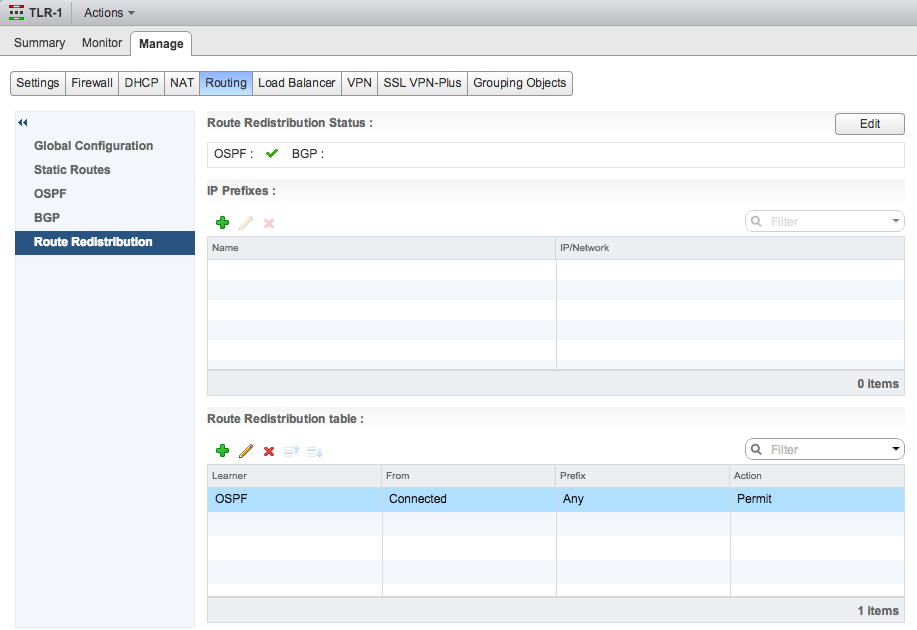 TLR-1 Actions
Summary Monitor Manage
Settings Firewall DHCP NAT Routing Load Balancer VPN SSL VPN-Plus Grouping Objects
Global Configuration
Static Routes
OSPF
BGP
Route Redistribution
Route Redistribution Status :
Edit
OSPF : BGP :
IP Prefixes :
Filter
Name IP/Network
0 items
Route Redistribution table :
Filter
Learner From Prefix Action
OSPF Connected Any Permit
1 items